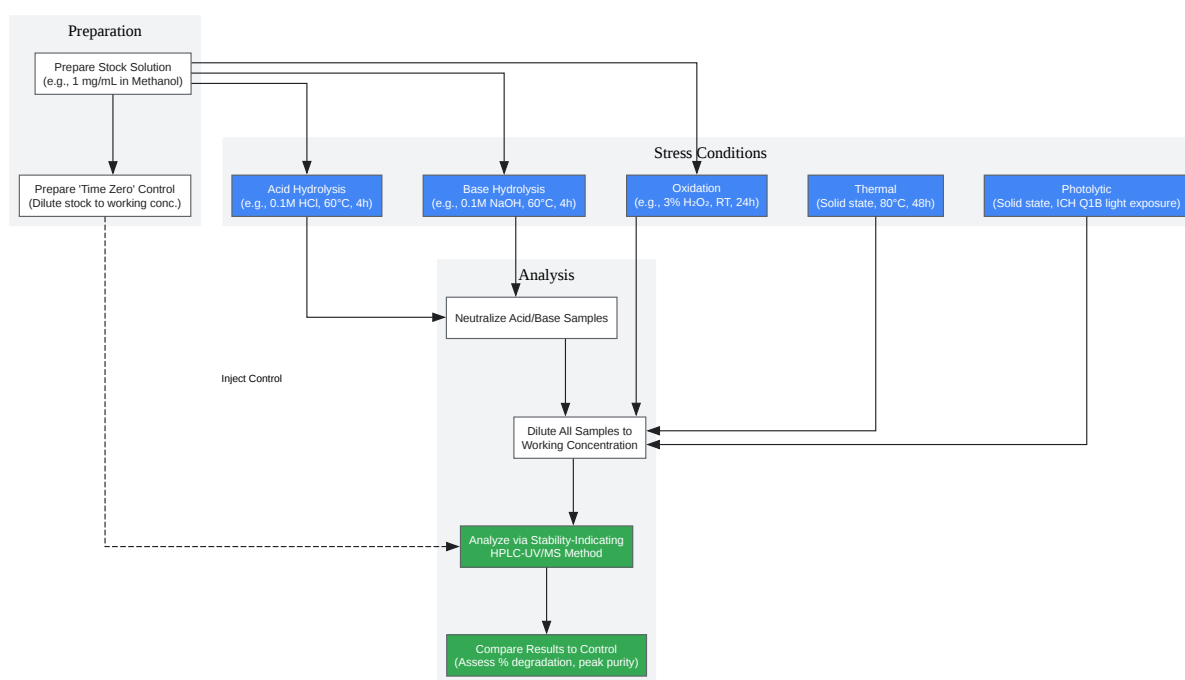 Preparation
Prepare Stock Solution
(e.g., 1 mg/mL in Methanol)
Prepare 'Time Zero' Control
(Dilute stock to working conc.)
Stress Conditions
Acid Hydrolysis
(e.g., 0.1M HCl, 60°C, 4h)
Base Hydrolysis
(e.g., 0.1M NaOH, 60°C, 4h)
Oxidation
(e.g., 3% H₂O₂, RT, 24h)
Thermal
(Solid state, 80°C, 48h)
Photolytic
(Solid state, ICH Q1B light exposure)
Analysis
Neutralize Acid/Base Samples
Inject Control
Dilute All Samples to
Working Concentration
Analyze via Stability-Indicating
HPLC-UV/MS Method
Compare Results to Control
(Assess % degradation, peak purity)